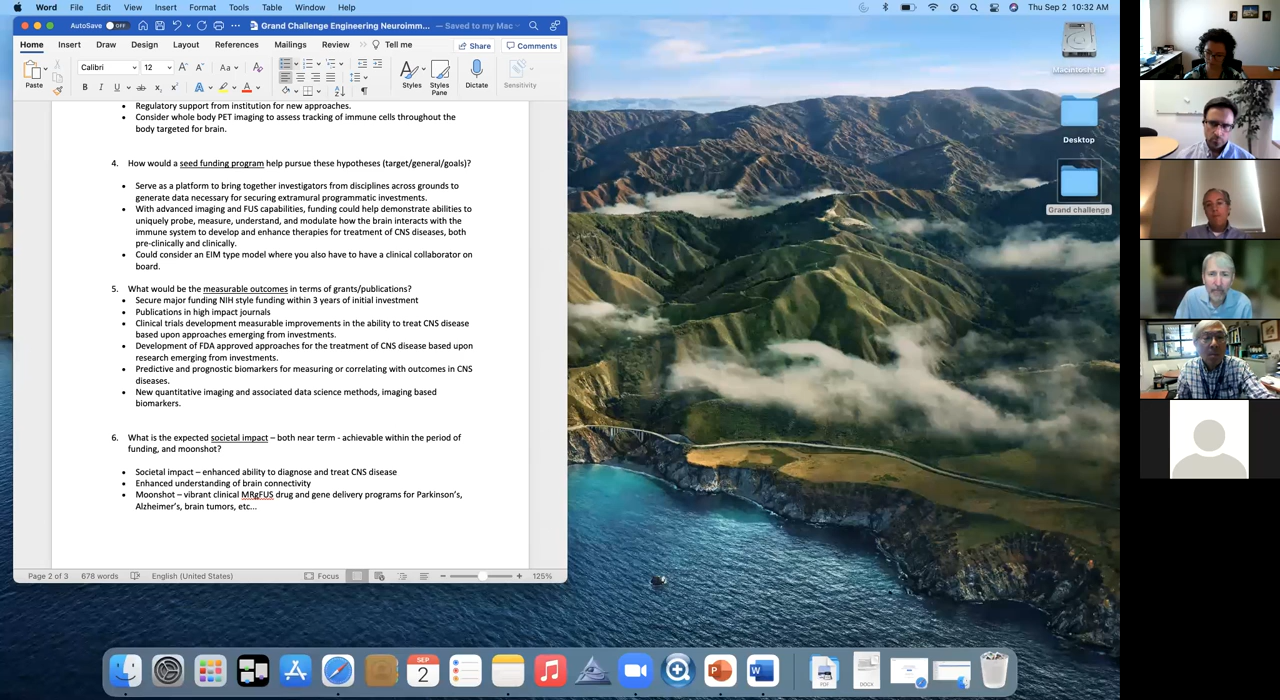 Word File Edit View Insert Format Tools Table Window Help Thu Sep 2 10:32 AM
AutoSave OFF Grand Challenge Engineering Neuroimm... — Saved to my Mac
Home Insert Draw Design Layout References Mailings Review Tell me Share Comments
Calibri 12
Paste Styles Styles Pane Dictate Sensitivity
• Regulatory support from institution for new approaches.
• Consider whole body PET imaging to assess tracking of immune cells throughout the
body targeted for brain.
4. How would a seed funding program help pursue these hypotheses (target/general/goals)?
• Serve as a platform to bring together investigators from disciplines across grounds to
generate data necessary for securing extramural programmatic investments.
• With advanced imaging and FUS capabilities, funding could help demonstrate abilities to
uniquely probe, measure, understand, and modulate how the brain interacts with the
immune system to develop and enhance therapies for treatment of CNS diseases, both
pre-clinically and clinically.
• Could consider an EIM type model where you also have to have a clinical collaborator on
board.
5. What would be the measurable outcomes in terms of grants/publications?
• Secure major funding NIH style funding within 3 years of initial investment
• Publications in high impact journals
• Clinical trials development measurable improvements in the ability to treat CNS disease
based upon approaches emerging from investments.
• Development of FDA approved approaches for the treatment of CNS disease based upon
research emerging from investments.
• Predictive and prognostic biomarkers for measuring or correlating with outcomes in CNS
diseases.
• New quantitative imaging and associated data science methods, imaging based
biomarkers.
6. What is the expected societal impact – both near term - achievable within the period of
funding, and moonshot?
• Societal impact – enhanced ability to diagnose and treat CNS disease
• Enhanced understanding of brain connectivity
• Moonshot – vibrant clinical MRgFUS drug and gene delivery programs for Parkinson's,
Alzheimer's, brain tumors, etc...
Page 2 of 3 678 words English (United States) Focus 125%
Macintosh HD
Desktop
Grand challenge
SEP
2
PDF
DOCX